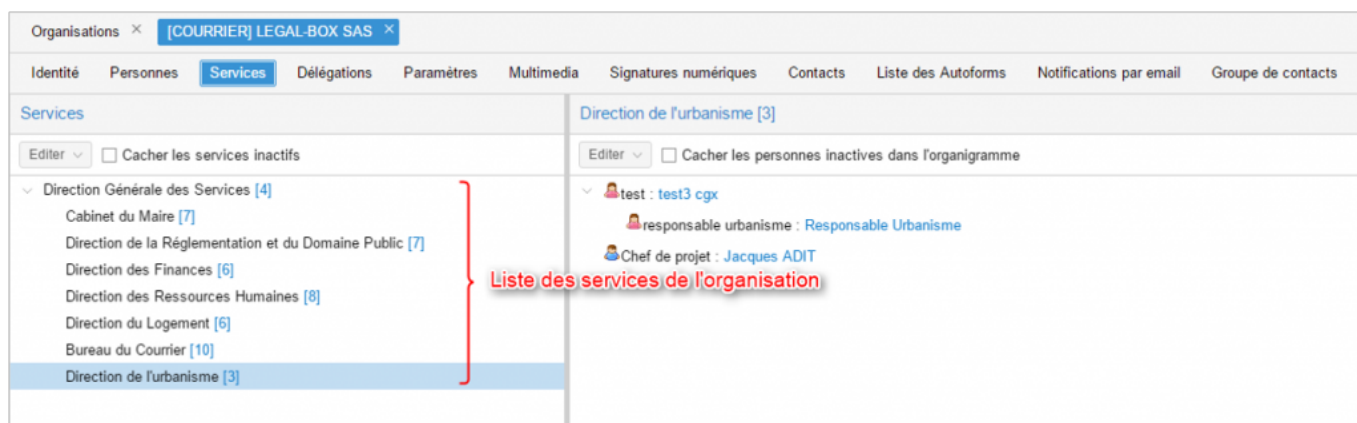 Organisations × [COURRIER] LEGAL-BOX SAS ×
Identité Personnes Services Délégations Paramètres Multimedia Signatures numériques Contacts Liste des Autoforms Notifications par email Groupe de contacts
Services
Editer Cacher les services inactifs
Direction Générale des Services [4]
Cabinet du Maire [7]
Direction de la Réglementation et du Domaine Public [7]
Direction des Finances [6]
Direction des Ressources Humaines [8]
Direction du Logement [6]
Bureau du Courrier [10]
Direction de l'urbanisme [3]
Liste des services de l'organisation
Direction de l'urbanisme [3]
Editer Cacher les personnes inactives dans l'organigramme
test : test3 cgx
responsable urbanisme : Responsable Urbanisme
Chef de projet : Jacques ADIT